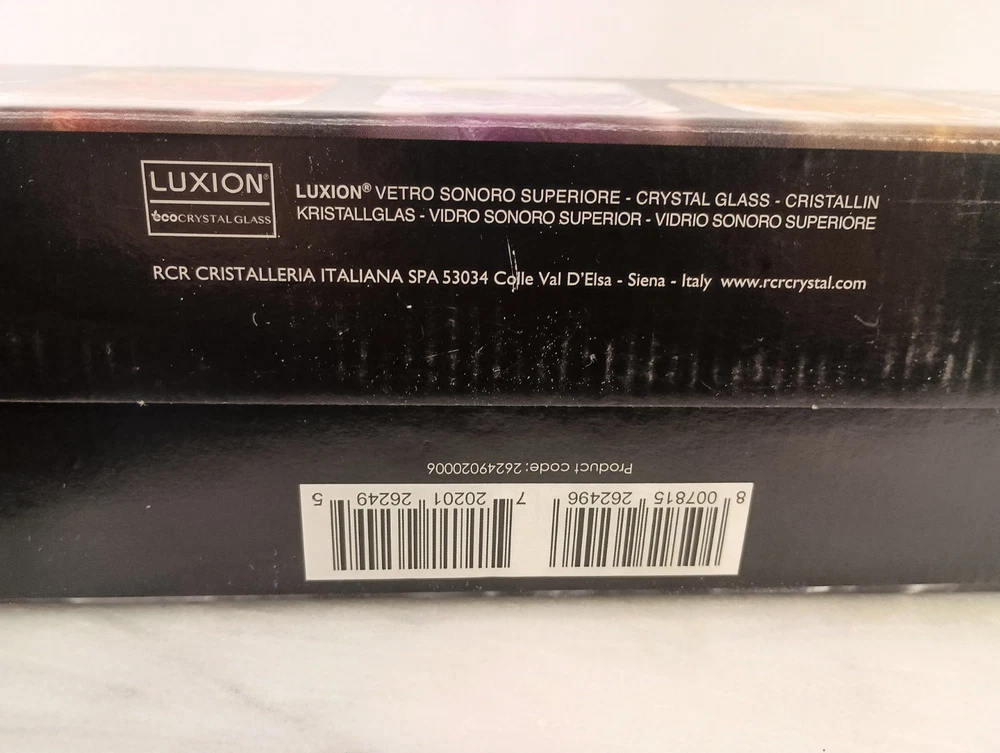 LUXION®
ecoCRYSTAL GLASS
LUXION® VETRO SONORO SUPERIORE - CRYSTAL GLASS - CRISTALLIN
KRISTALLGLAS - VIDRO SONORO SUPERIOR - VIDRIO SONORO SUPERIORE
RCR CRISTALLERIA ITALIANA SPA 53034 Colle Val D'Elsa - Siena - Italy www.rcrcrystal.com
Product code: 26249020006
8 007815 262496
7 20201 26249 5